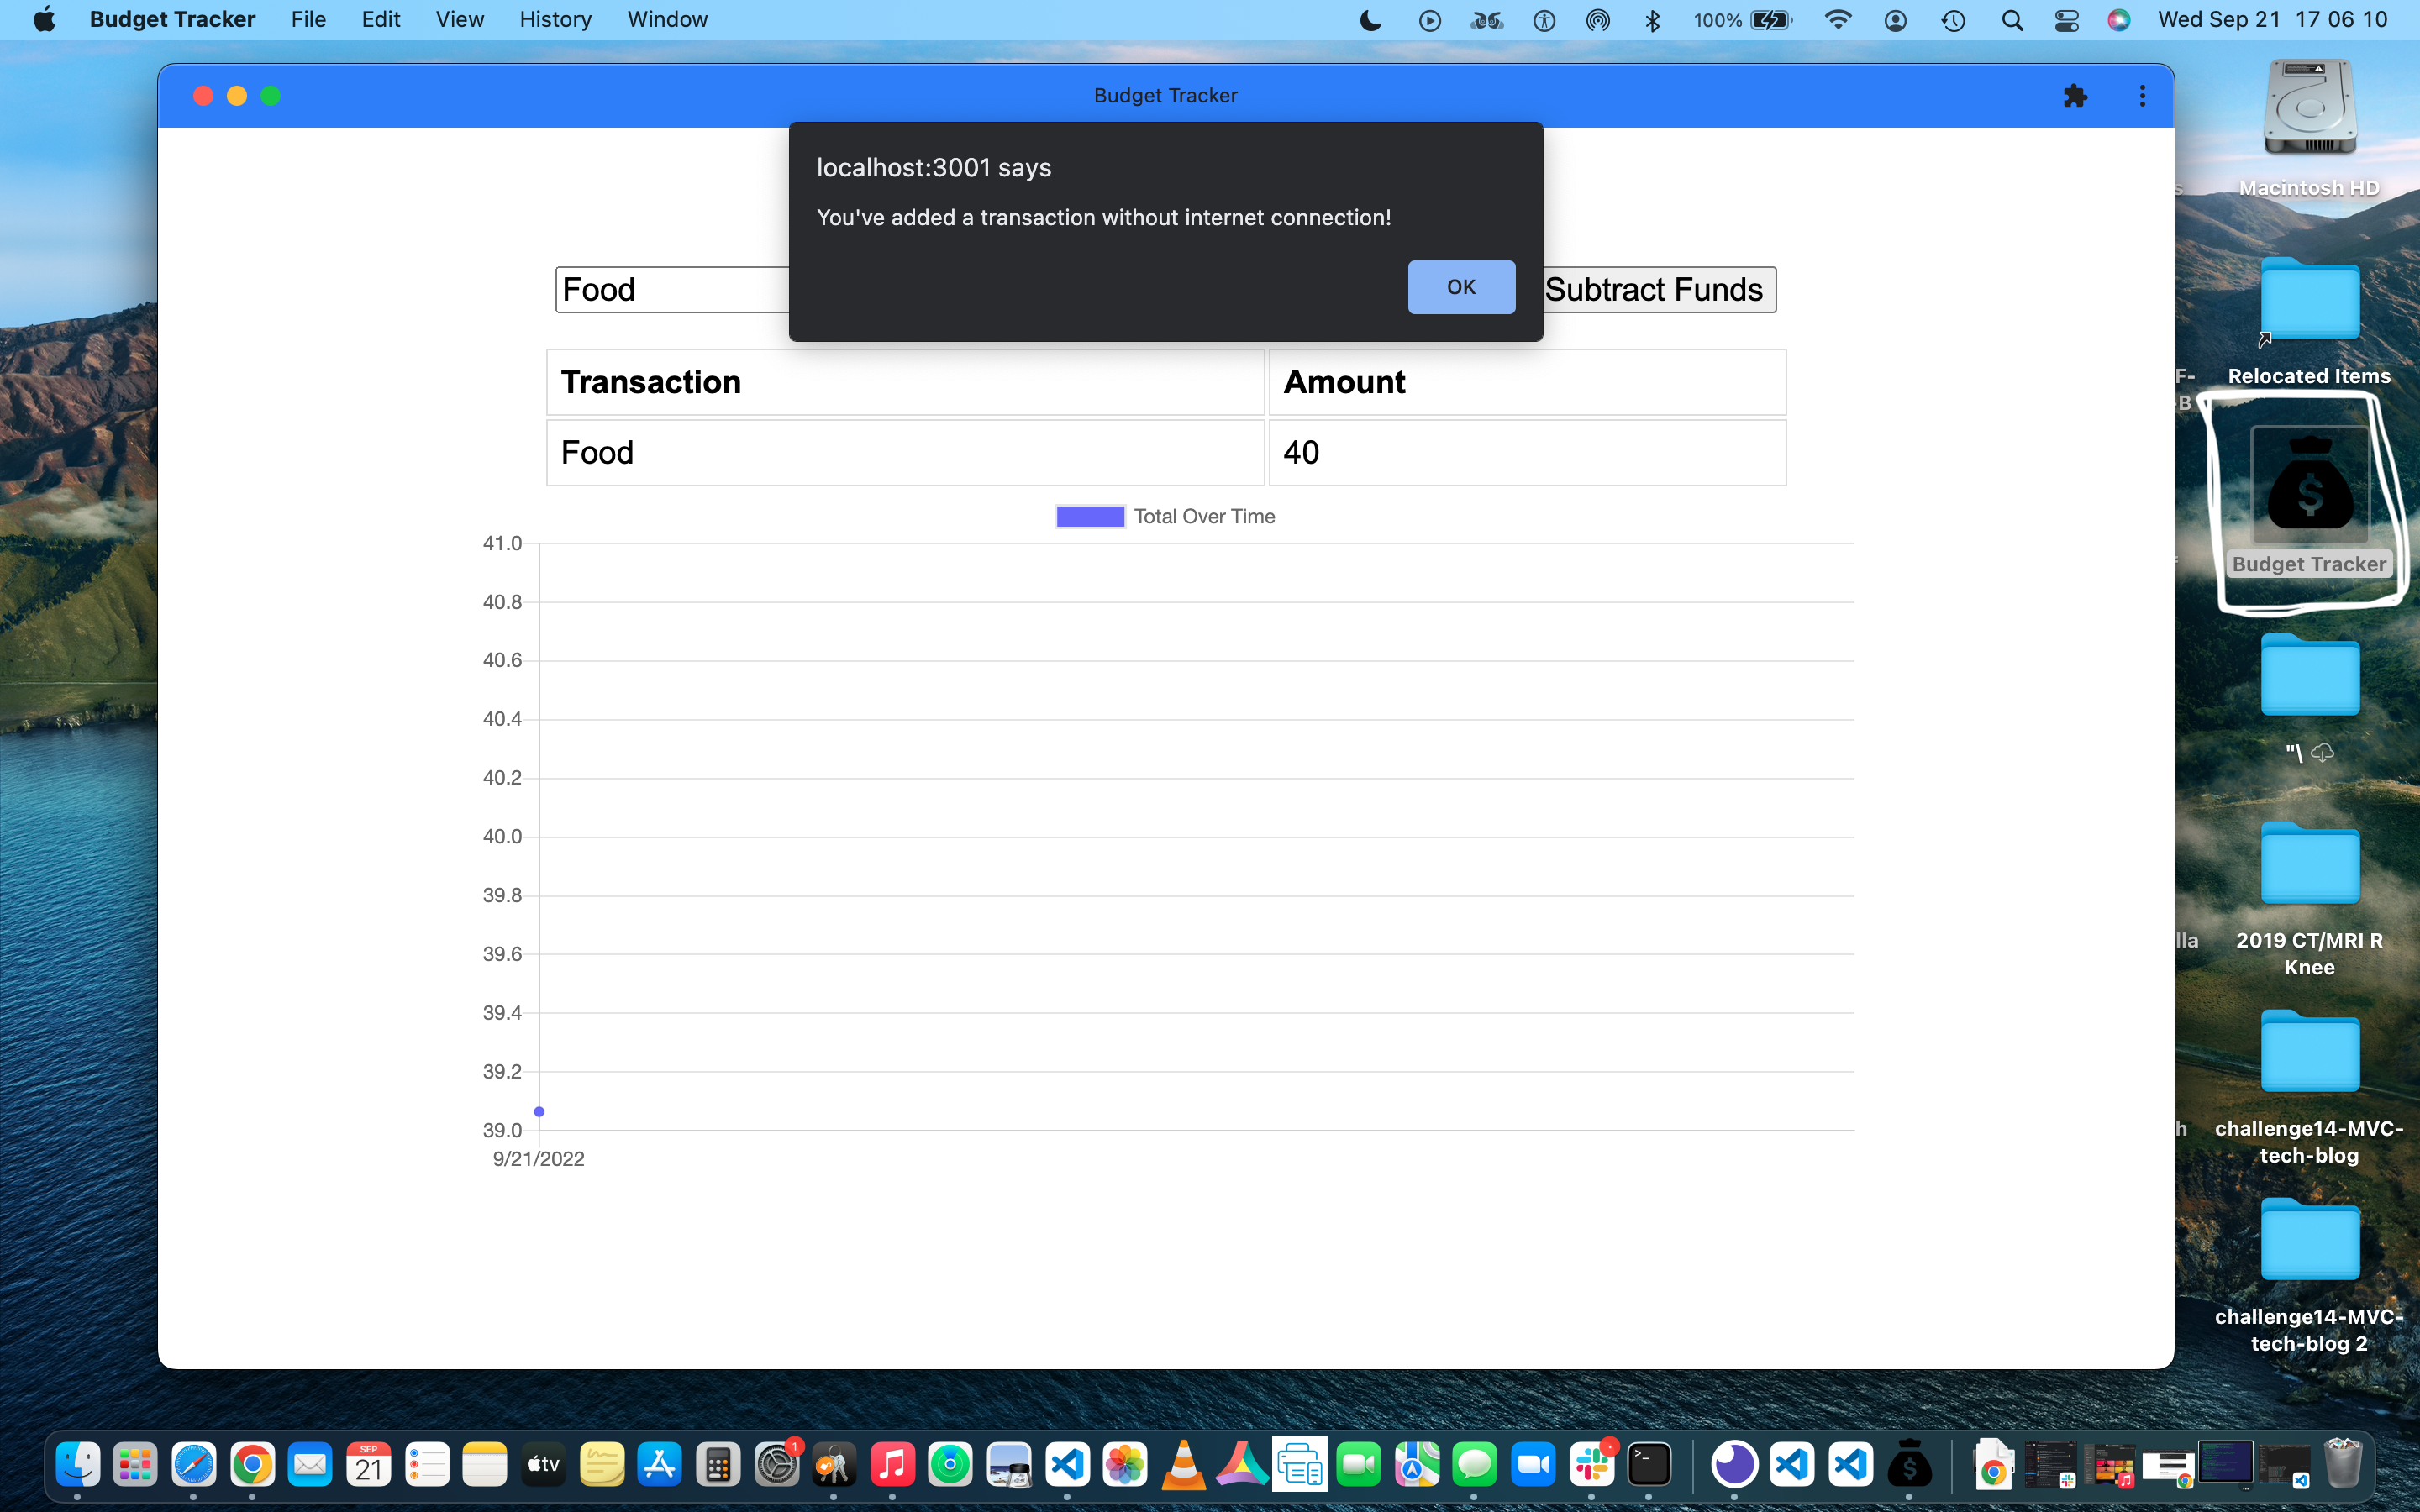 Budget Tracker File Edit View History Window
100% Wed Sep 21 17 06 10
Budget Tracker
localhost:3001 says
You've added a transaction without internet connection!
OK
Food
Subtract Funds
Transaction Amount
Food 40
Total Over Time
41.0
40.8
40.6
40.4
40.2
40.0
39.8
39.6
39.4
39.2
39.0
9/21/2022
Macintosh HD
s
Relocated Items
F-
-B
$
Budget Tracker
"\
lla
2019 CT/MRI R
Knee
h
challenge14-MVC-
tech-blog
challenge14-MVC-
tech-blog 2
SEP
21
tv
1
>_
$